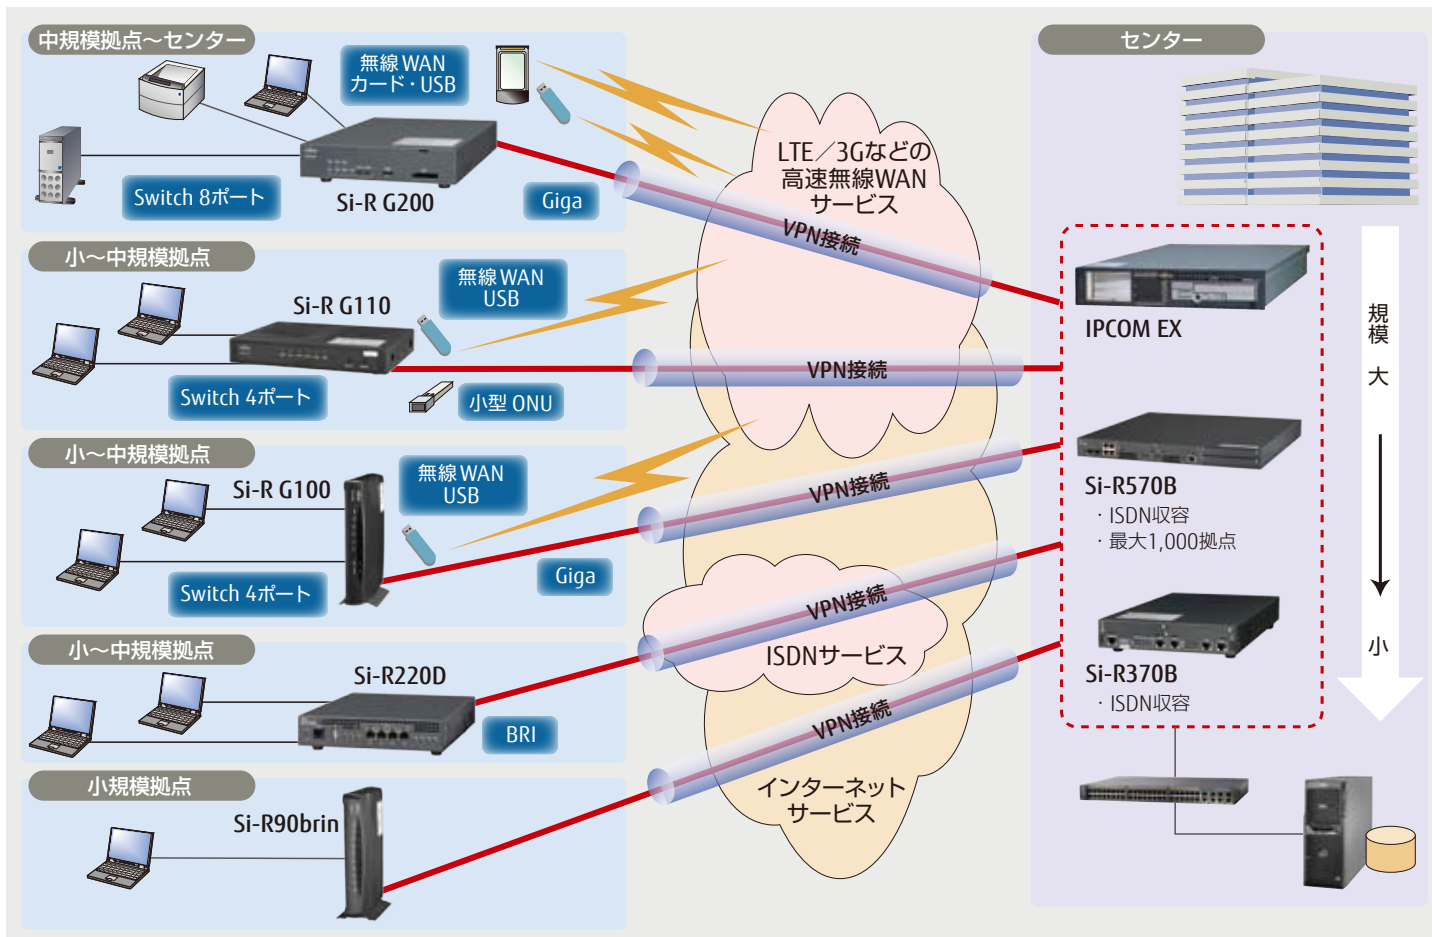 中規模拠点～センター
無線WAN
カード・USB
Switch 8ポート
Si-R G200
Giga
小～中規模拠点
Si-R G110
無線WAN
USB
Switch 4ポート
小型 ONU
小～中規模拠点
Si-R G100
無線WAN
USB
Switch 4ポート
Giga
小～中規模拠点
Si-R220D
BRI
小規模拠点
Si-R90brin
LTE／3Gなどの
高速無線WAN
サービス
VPN接続
VPN接続
VPN接続
VPN接続
ISDNサービス
VPN接続
インターネット
サービス
センター
IPCOM EX
Si-R570B
・ISDN収容
・最大1,000拠点
Si-R370B
・ISDN収容
規模 大
小